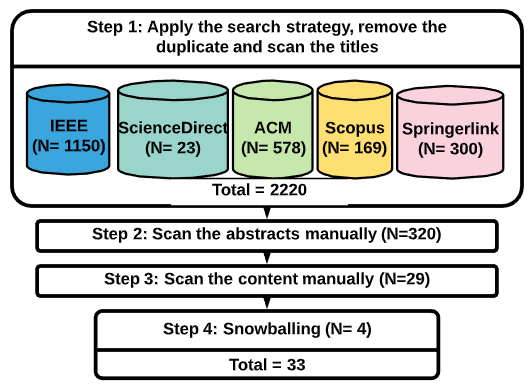 Step 1: Apply the search strategy, remove the
duplicate and scan the titles
IEEE
(N= 1150)
ScienceDirect
(N= 23)
ACM
(N= 578)
Scopus
(N= 169)
Springerlink
(N= 300)
Total = 2220
Step 2: Scan the abstracts manually (N=320)
Step 3: Scan the content manually (N=29)
Step 4: Snowballing (N= 4)
Total = 33